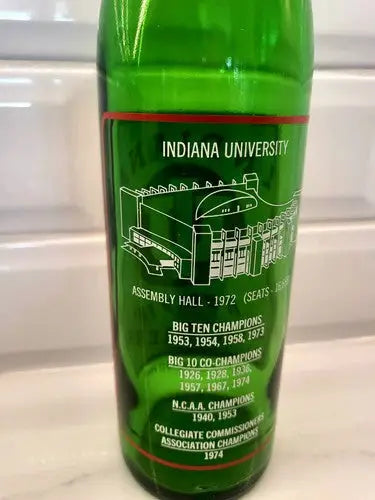 INDIANA UNIVERSITY
ASSEMBLY HALL - 1972 (SEATS -
BIG TEN CHAMPIONS
1953, 1954, 1958, 1973
BIG 10 CO-CHAMPIONS
1926, 1928, 1936,
1957, 1967, 1974
N.C.A.A. CHAMPIONS
1940, 1953
COLLEGIATE COMMISSIONERS
ASSOCIATION CHAMPIONS
1974